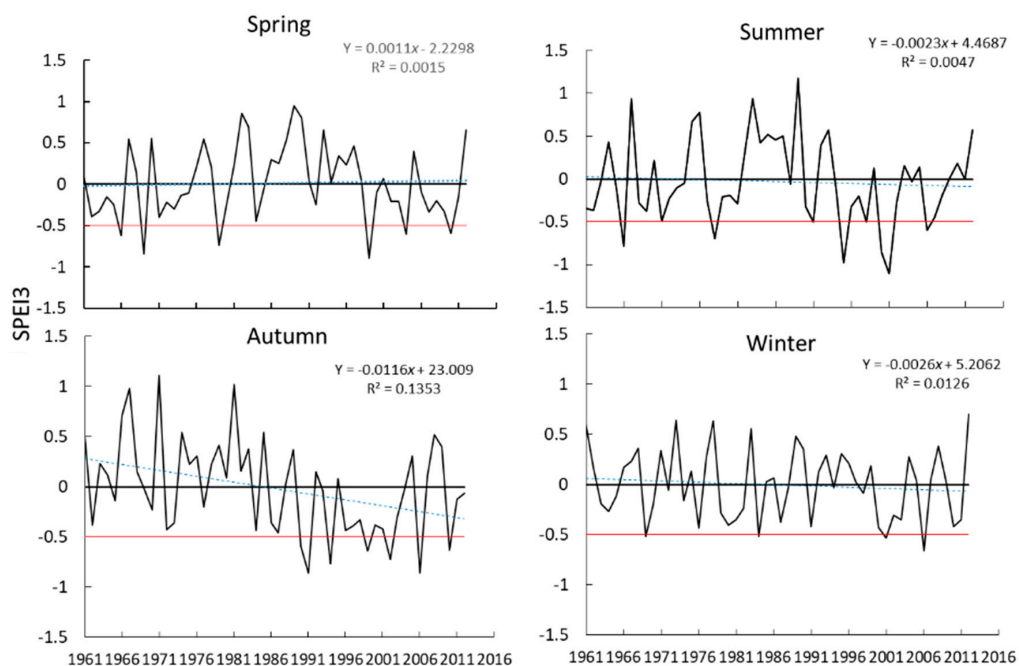 Spring
Y = 0.0011x - 2.2298
R² = 0.0015
1.5
1
0.5
0
-0.5
-1
-1.5
Summer
Y = -0.0023x + 4.4687
R² = 0.0047
1.5
1
0.5
0
-0.5
-1
-1.5
SPEI3
Autumn
Y = -0.0116x + 23.009
R² = 0.1353
1.5
1
0.5
0
-0.5
-1
-1.5
1961 1966 1971 1976 1981 1986 1991 1996 2001 2006 2011 2016
Winter
Y = -0.0026x + 5.2062
R² = 0.0126
1.5
1
0.5
0
-0.5
-1
-1.5
1961 1966 1971 1976 1981 1986 1991 1996 2001 2006 2011 2016